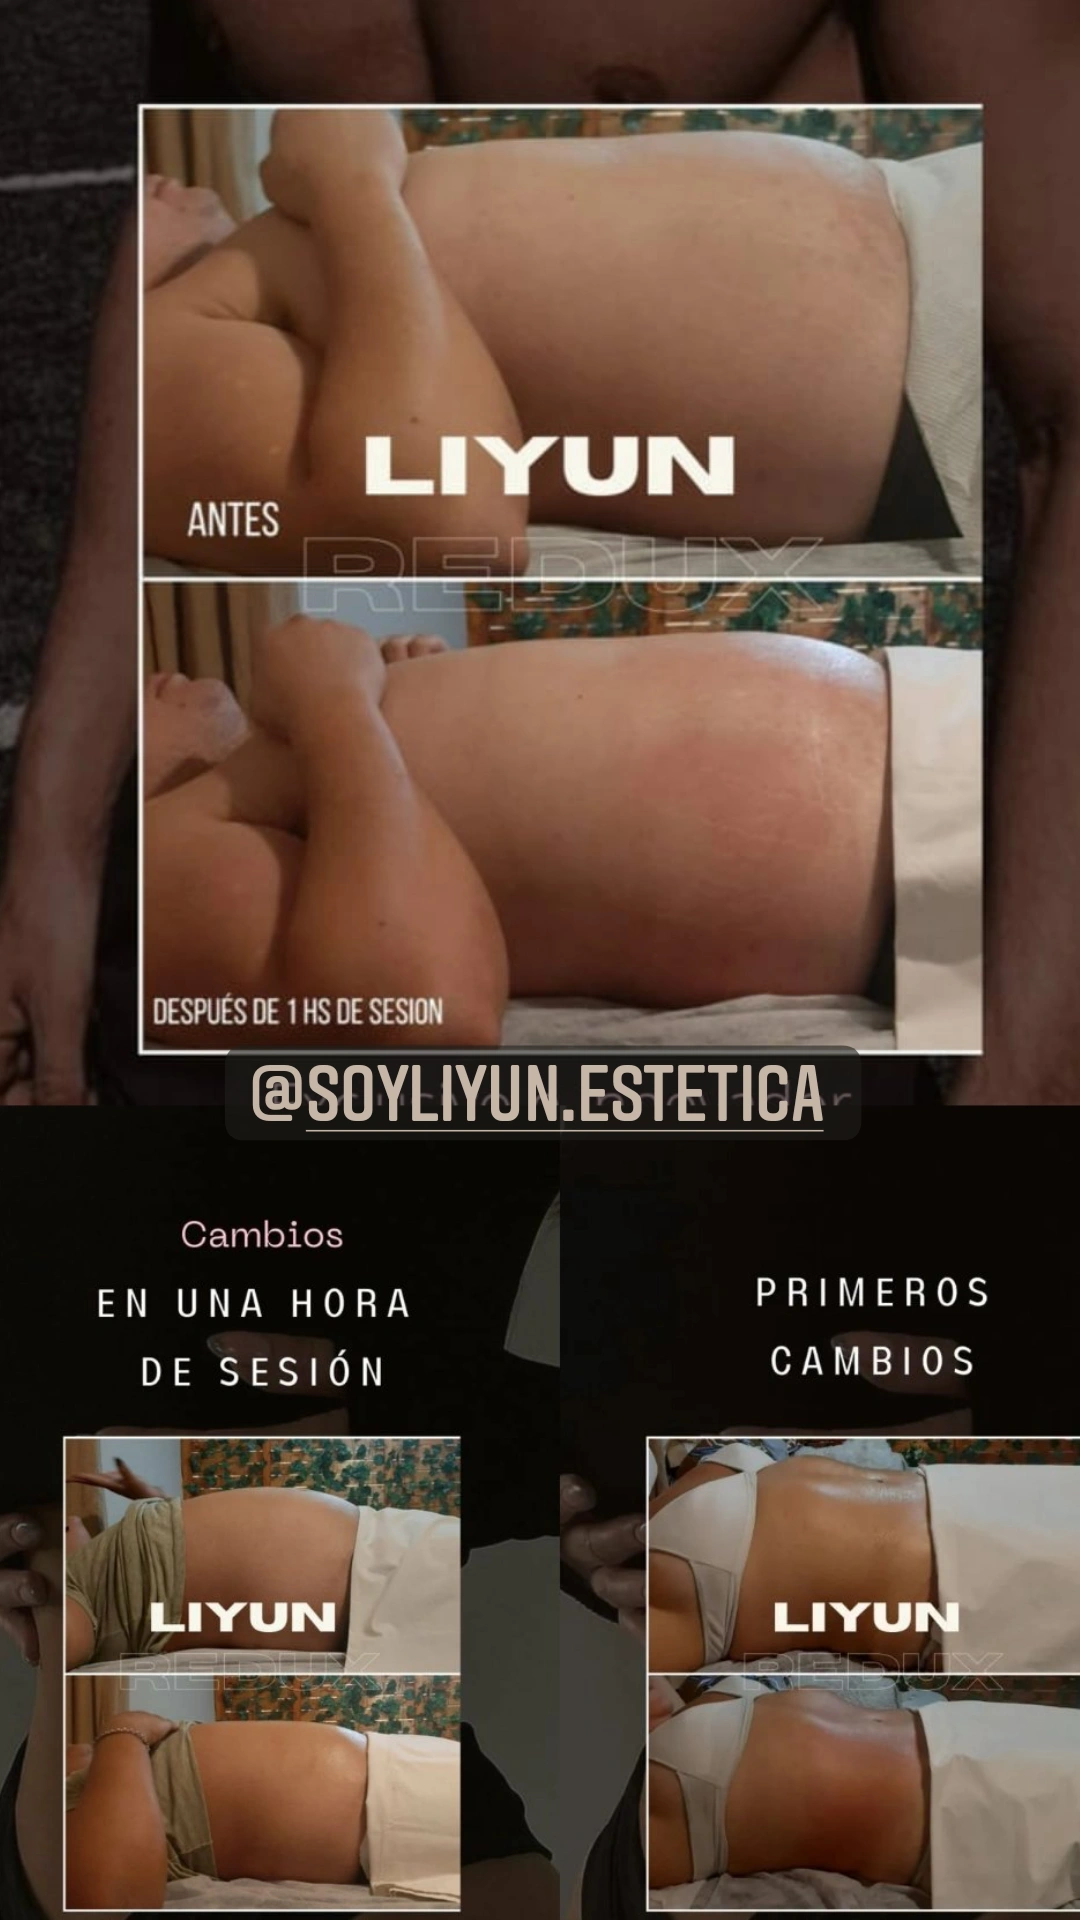 ANTES
LIYUN
REDUX
DESPUÉS DE 1 HS DE SESION
@SOYLIYUN.ESTETICA
Cambios
EN UNA HORA
DE SESIÓN
LIYUN
REDUX
PRIMEROS
CAMBIOS
LIYUN
REDUX